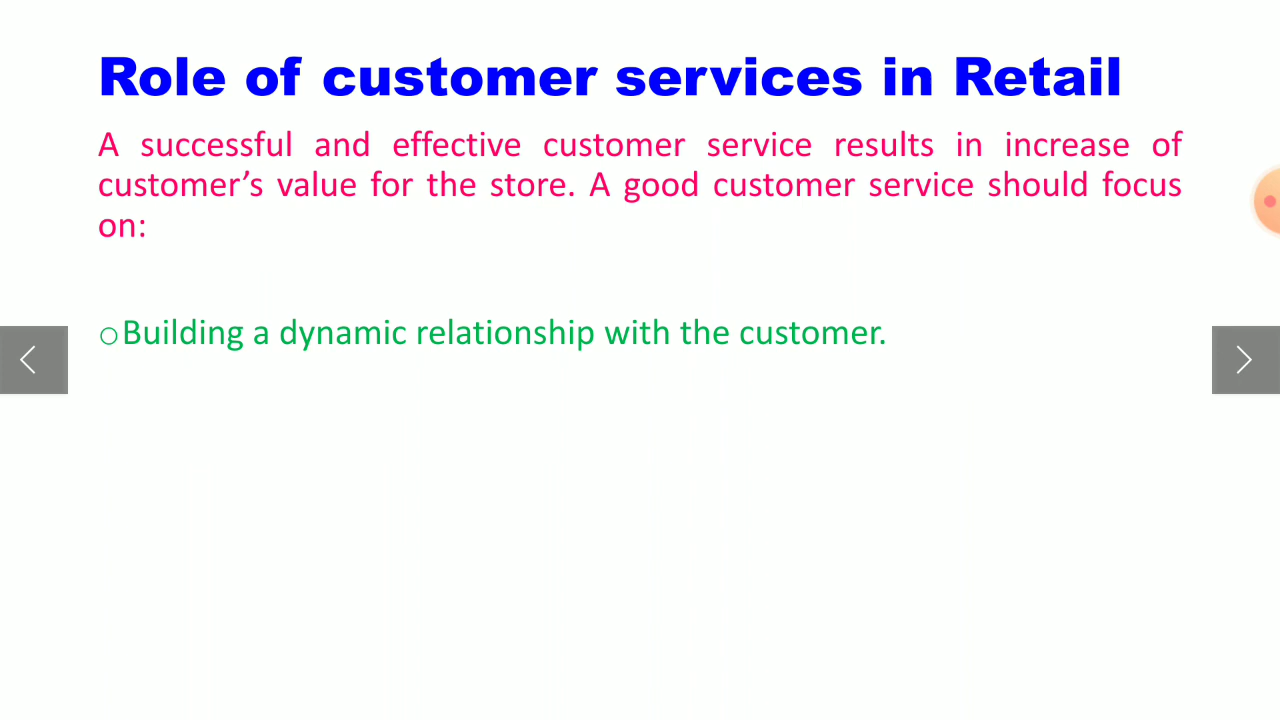 Role of customer services in Retail
A successful and effective customer service results in increase of
customer’s value for the store. A good customer service should focus
on:
○Building a dynamic relationship with the customer.